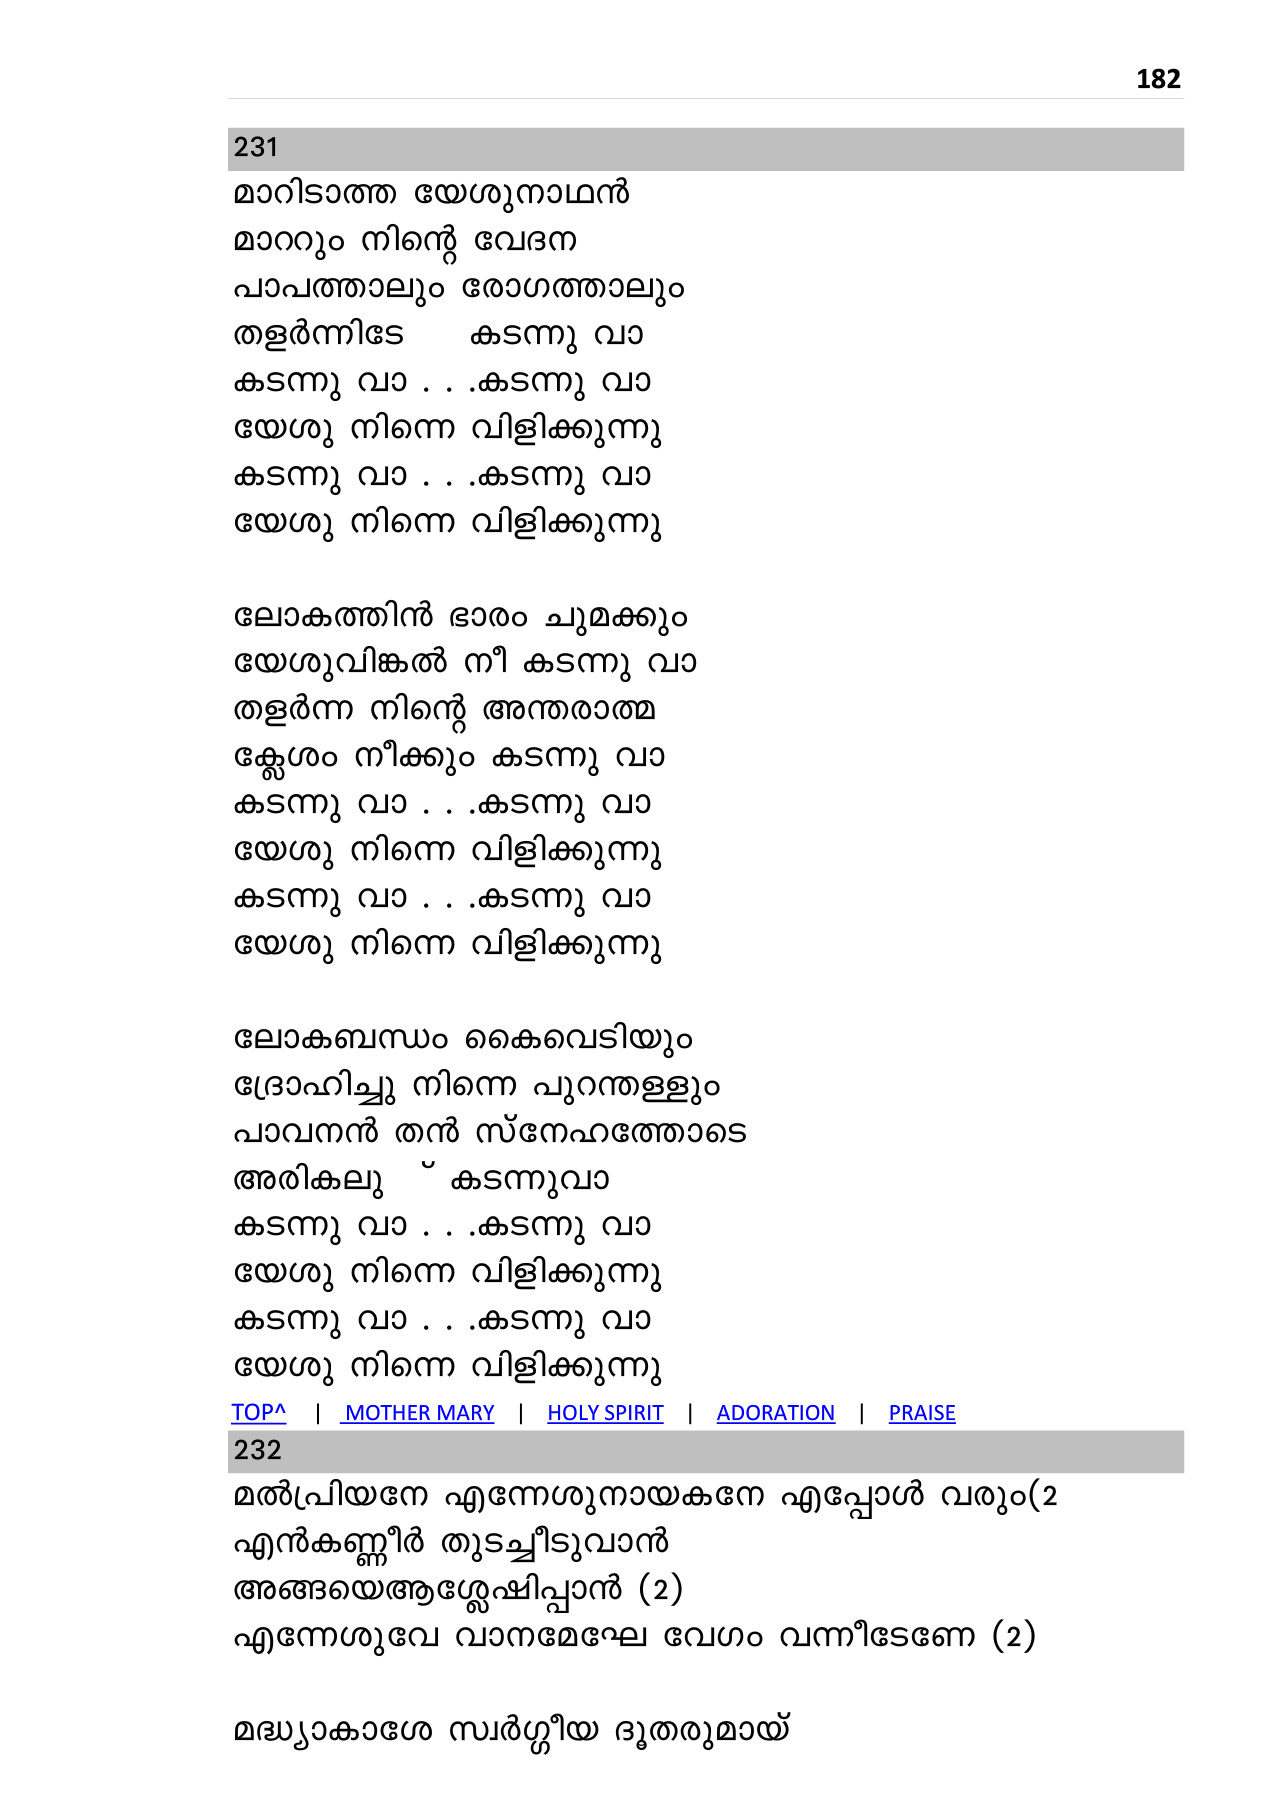 182
231
മാറിടാത്ത യേശുനാഥൻ
മാററും നിന്റെ വേദന
പാപത്താലും രോഗത്താലും
തളർന്നിടേ കടന്നു വാ
കടന്നു വാ . . .കടന്നു വാ
യേശു നിന്നെ വിളിക്കുന്നു
കടന്നു വാ . . .കടന്നു വാ
യേശു നിന്നെ വിളിക്കുന്നു
ലോകത്തിൻ ഭാരം ചുമക്കും
യേശുവിങ്കൽ നീ കടന്നു വാ
തളർന്ന നിന്റെ അന്തരാത്മ
ക്ലേശം നീക്കും കടന്നു വാ
കടന്നു വാ . . .കടന്നു വാ
യേശു നിന്നെ വിളിക്കുന്നു
കടന്നു വാ . . .കടന്നു വാ
യേശു നിന്നെ വിളിക്കുന്നു
ലോകബന്ധം കൈവെടിയും
ദ്രോഹിച്ചു നിന്നെ പുറന്തള്ളും
പാവനൻ തൻ സ്നേഹത്തോടെ
അരികലു ് കടന്നുവാ
കടന്നു വാ . . .കടന്നു വാ
യേശു നിന്നെ വിളിക്കുന്നു
കടന്നു വാ . . .കടന്നു വാ
യേശു നിന്നെ വിളിക്കുന്നു
TOP^ | MOTHER MARY | HOLY SPIRIT | ADORATION | PRAISE
232
മൽപ്രിയനേ എന്നേശുനായകനേ എപ്പോൾ വരും(2
എൻകണ്ണീർ തുടച്ചീടുവാൻ
അങ്ങയെആശ്ലേഷിപ്പാൻ (2)
എന്നേശുവേ വാനമേഘേ വേഗം വന്നീടേണേ (2)
മദ്ധ്യാകാശേ സ്വർഗ്ഗീയ ദൂതരുമായ്